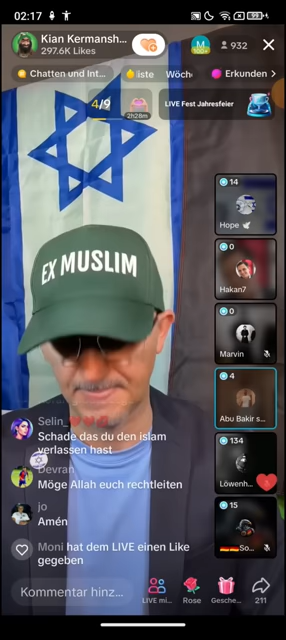 02:17
59
Kian Kermansh...
297.6K Likes
M
932
Chatten und Int...
liste
Wöch
Erkunden >
4/9
2h28m
LIVE Fest Jahresfeier
EX MUSLIM
14
Hope
0
Hakan7
0
Marvin
4
Abu Bakir s...
134
Löwenh...
15
So...
Selin_
Schade das du den islam
verlassen hast
Devran
Möge Allah euch rechtleiten
jo
Amén
Moni hat dem LIVE einen Like
gegeben
Kommentar hinz...
LIVE mi...
Rose
Gesche...
211